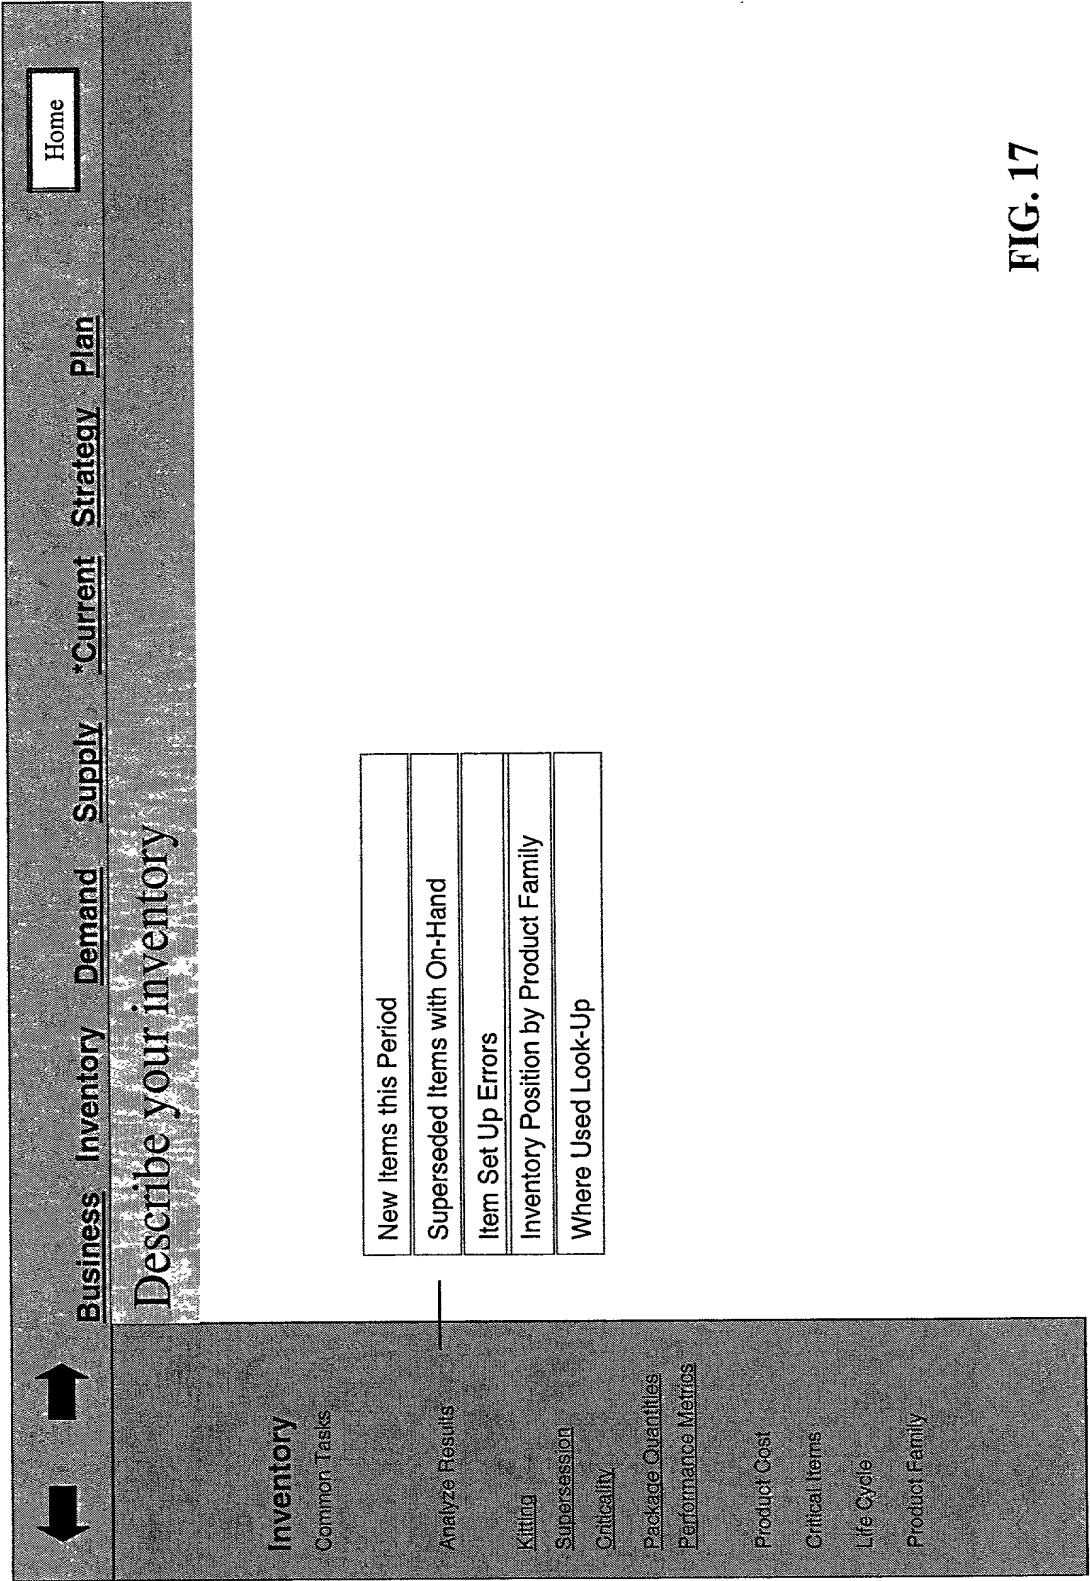 Home
Business Inventory Demand Supply *Current Strategy Plan
Describe your inventory
Inventory
Common Tasks
Analyze Results
Kitting
Supersession
Criticality
Package Quantities
Performance Metrics
Product Cost
Critical Items
Life Cycle
Product Family
New Items this Period
Superseded Items with On-Hand
Item Set Up Errors
Inventory Position by Product Family
Where Used Look-Up
FIG. 17